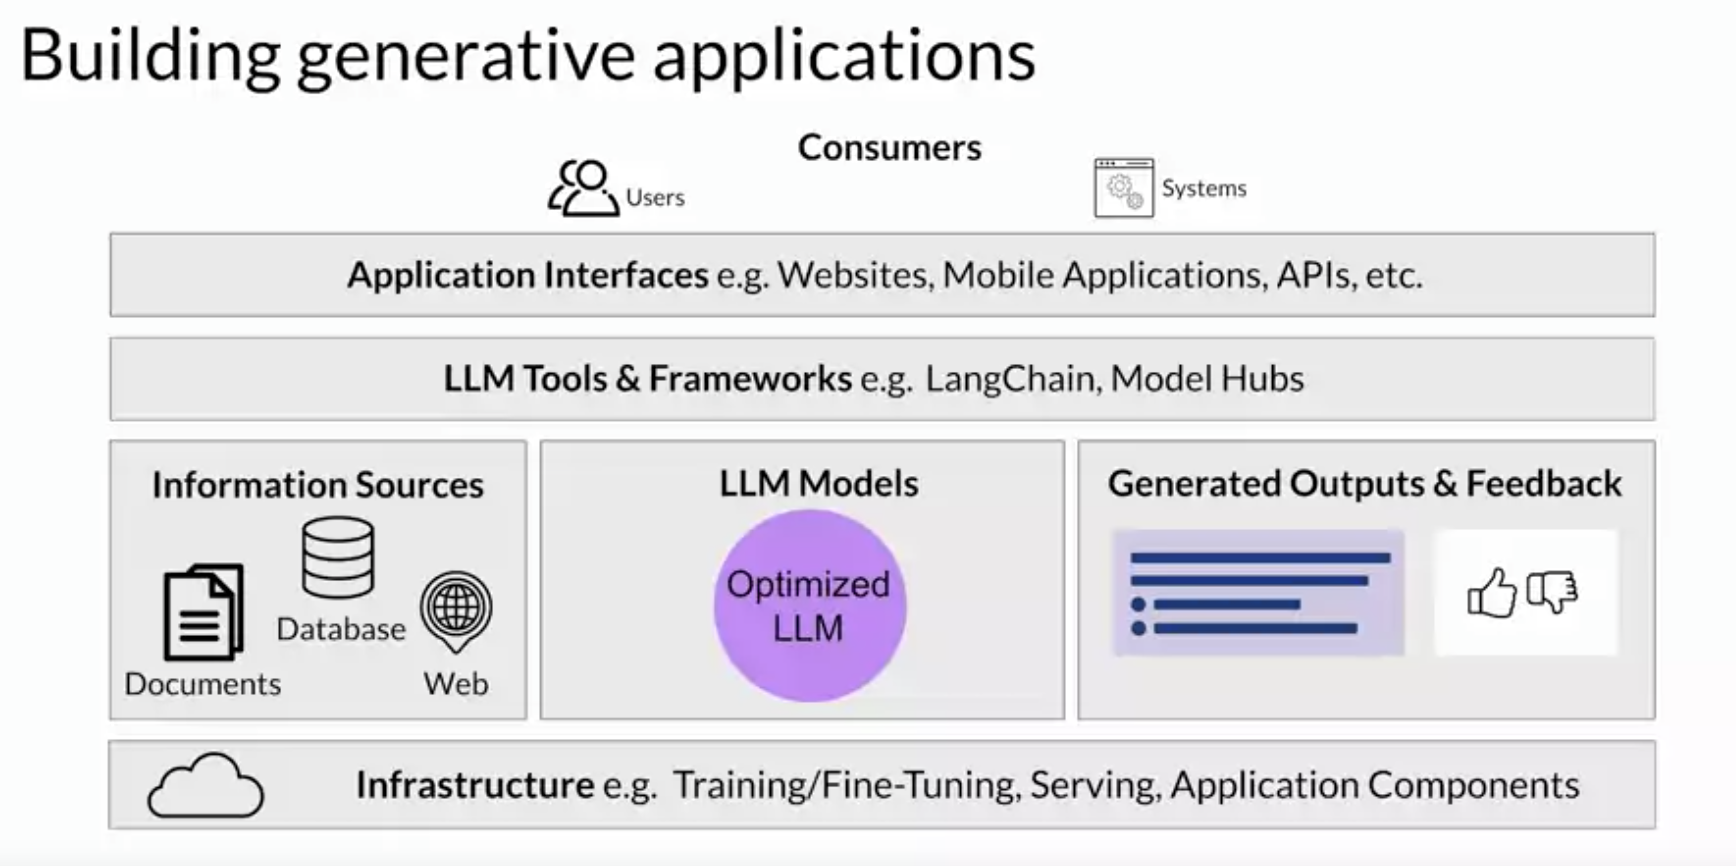 Building generative applications
Consumers
Users
Systems
Application Interfaces e.g. Websites, Mobile Applications, APIs, etc.
LLM Tools & Frameworks e.g. LangChain, Model Hubs
Information Sources
Database
Documents
Web
LLM Models
Optimized
LLM
Generated Outputs & Feedback
Infrastructure e.g. Training/Fine-Tuning, Serving, Application Components